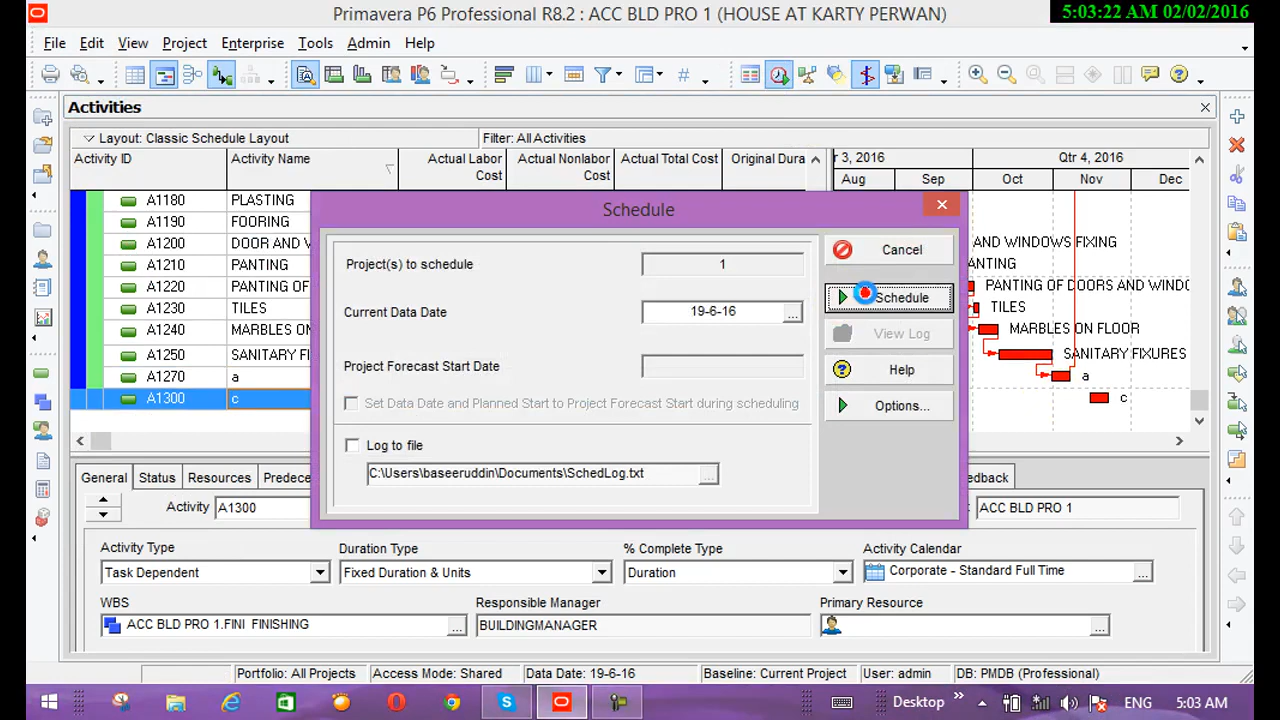 Primavera P6 Professional R8.2 : ACC BLD PRO 1 (HOUSE AT KARTY PERWAN)
5:03:22 AM 02/02/2016
File Edit View Project Enterprise Tools Admin Help
Activities
Layout: Classic Schedule Layout Filter: All Activities
Activity ID Activity Name Actual Labor Cost Actual Nonlabor Cost Actual Total Cost Original Dura r 3, 2016 Qtr 4, 2016
Aug Sep Oct Nov Dec
A1180 PLASTING
A1190 FOORING
A1200 DOOR AND AND WINDOWS FIXING
A1210 PANTING ANTING
A1220 PANTING OF PANTING OF DOORS AND WINDO
A1230 TILES TILES
A1240 MARBLES MARBLES ON FLOOR
A1250 SANITARY FI SANITARY FIXURES
A1270 a a
A1300 c c
Schedule
Project(s) to schedule 1
Current Data Date 19-6-16 ...
Project Forecast Start Date
Set Data Date and Planned Start to Project Forecast Start during scheduling
Log to file
C:\Users\baseeruddin\Documents\SchedLog.txt ...
Cancel
Schedule
View Log
Help
Options...
General Status Resources Predece edback
Activity A1300 ACC BLD PRO 1
Activity Type Duration Type % Complete Type Activity Calendar
Task Dependent Fixed Duration & Units Duration Corporate - Standard Full Time ...
WBS Responsible Manager Primary Resource
ACC BLD PRO 1.FINI FINISHING ... BUILDINGMANAGER ...
Portfolio: All Projects Access Mode: Shared Data Date: 19-6-16 Baseline: Current Project User: admin DB: PMDB (Professional)
Desktop ENG 5:03 AM